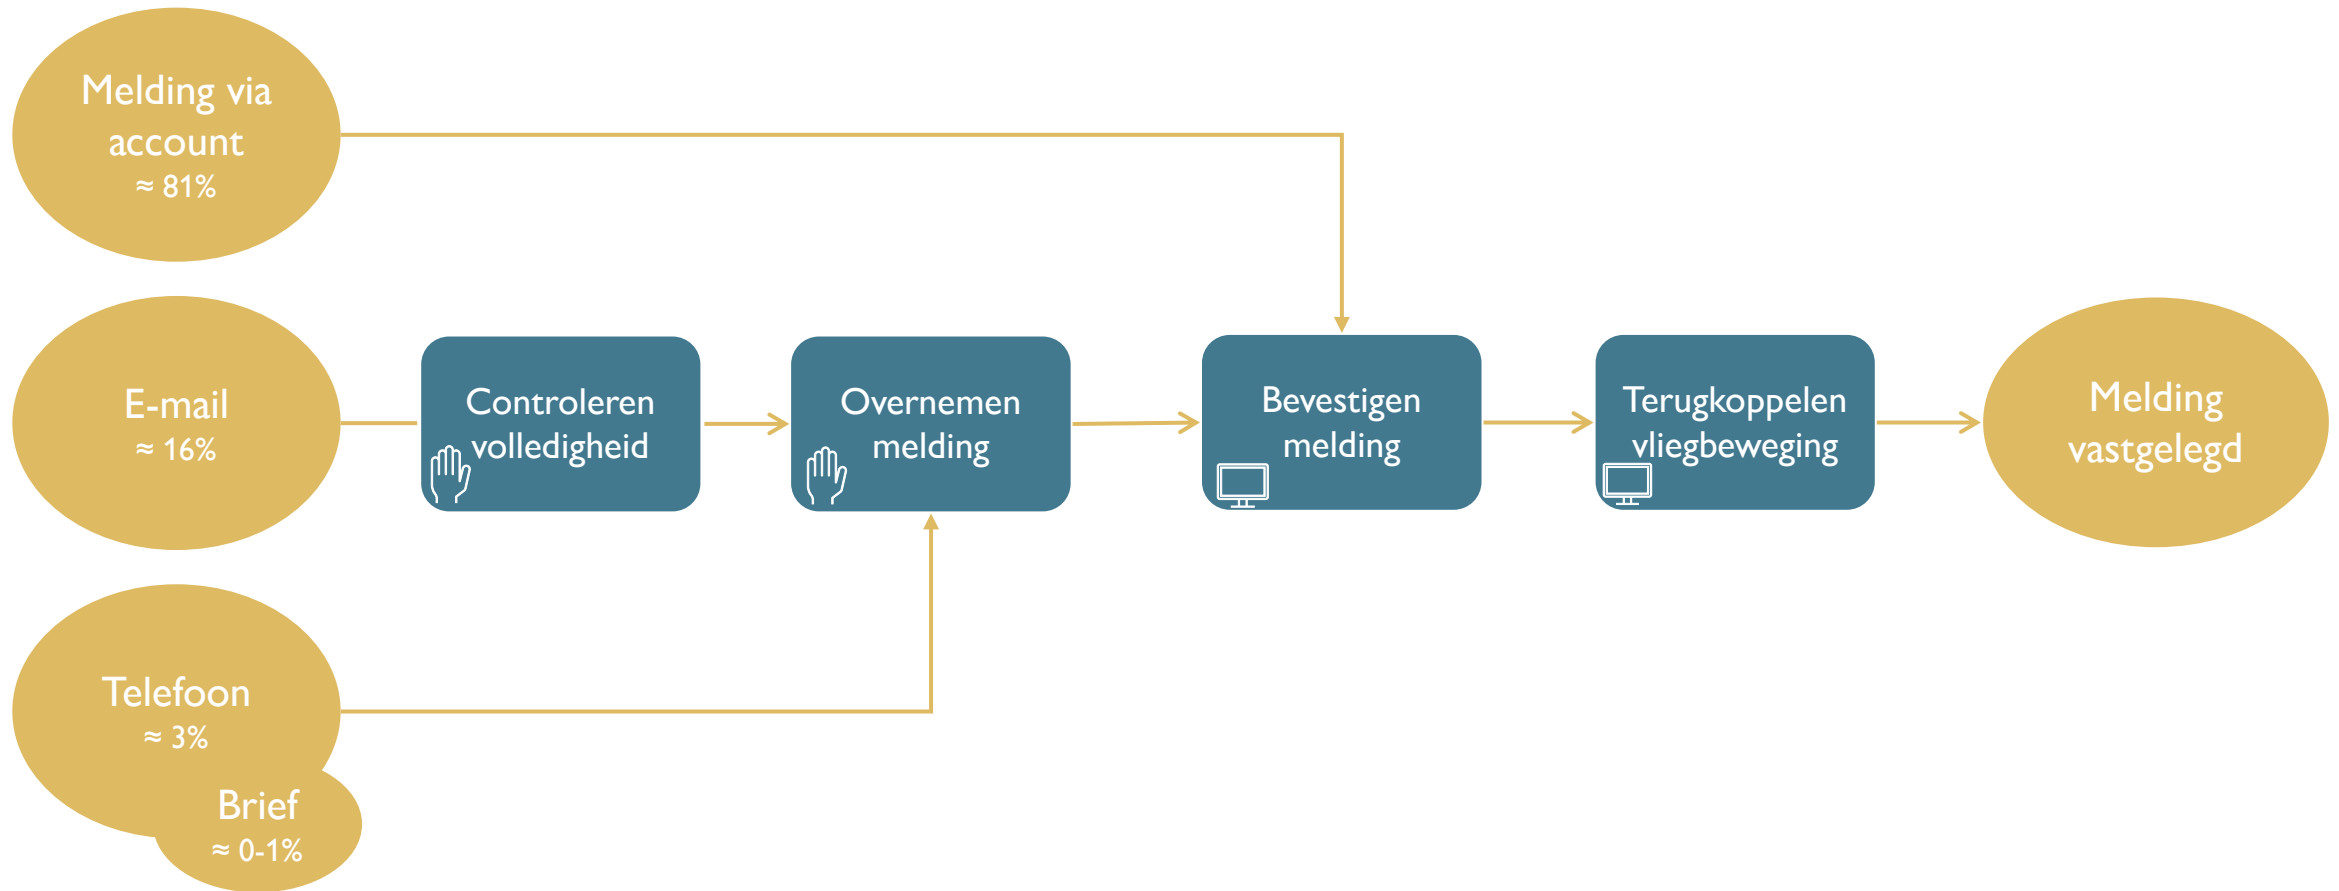 Melding via
account
≈ 81%
E-mail
≈ 16%
Controleren
volledigheid
Overnemen
melding
Bevestigen
melding
Terugkoppelen
vliegbeweging
Melding
vastgelegd
Telefoon
≈ 3%
Brief
≈ 0-1%